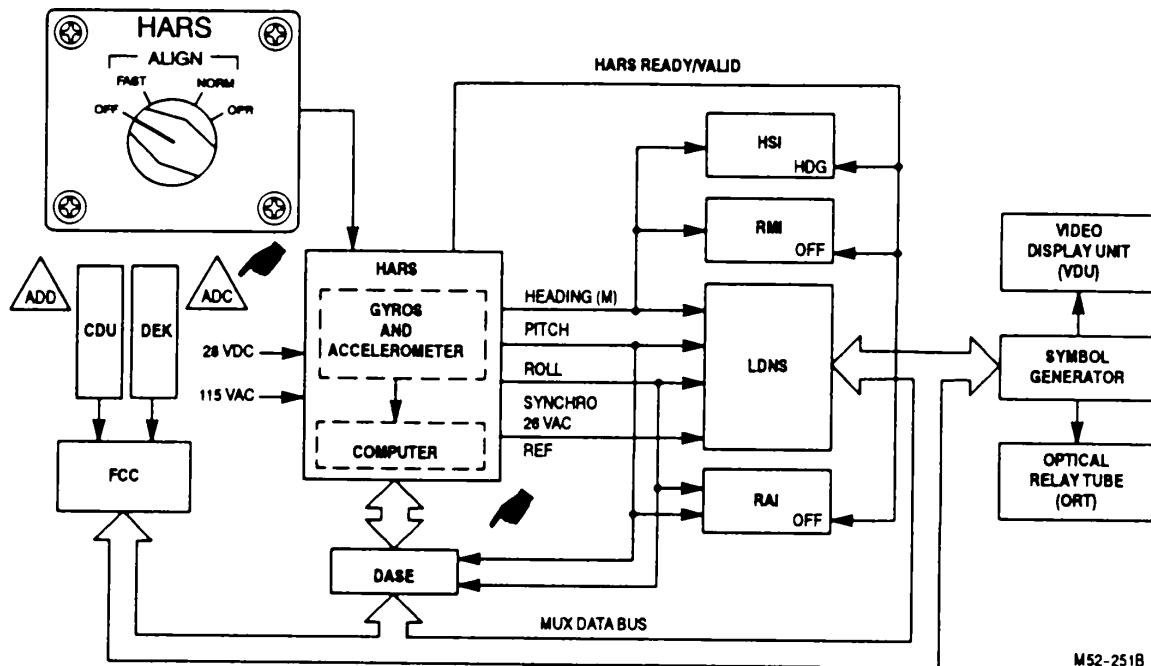 HARS
ALIGN
FAST
NORM
OFF
OPR
HARS READY/VALID
HSI
HDG
RMI
OFF
VIDEO
DISPLAY UNIT
(VDU)
ADD
CDU
DEK
ADC
HARS
GYROS
AND
ACCELEROMETER
COMPUTER
28 VDC
115 VAC
HEADING (M)
PITCH
ROLL
SYNCHRO
26 VAC
REF
LDNS
SYMBOL
GENERATOR
FCC
RAI
OFF
OPTICAL
RELAY TUBE
(ORT)
DASE
MUX DATA BUS
M52-251B